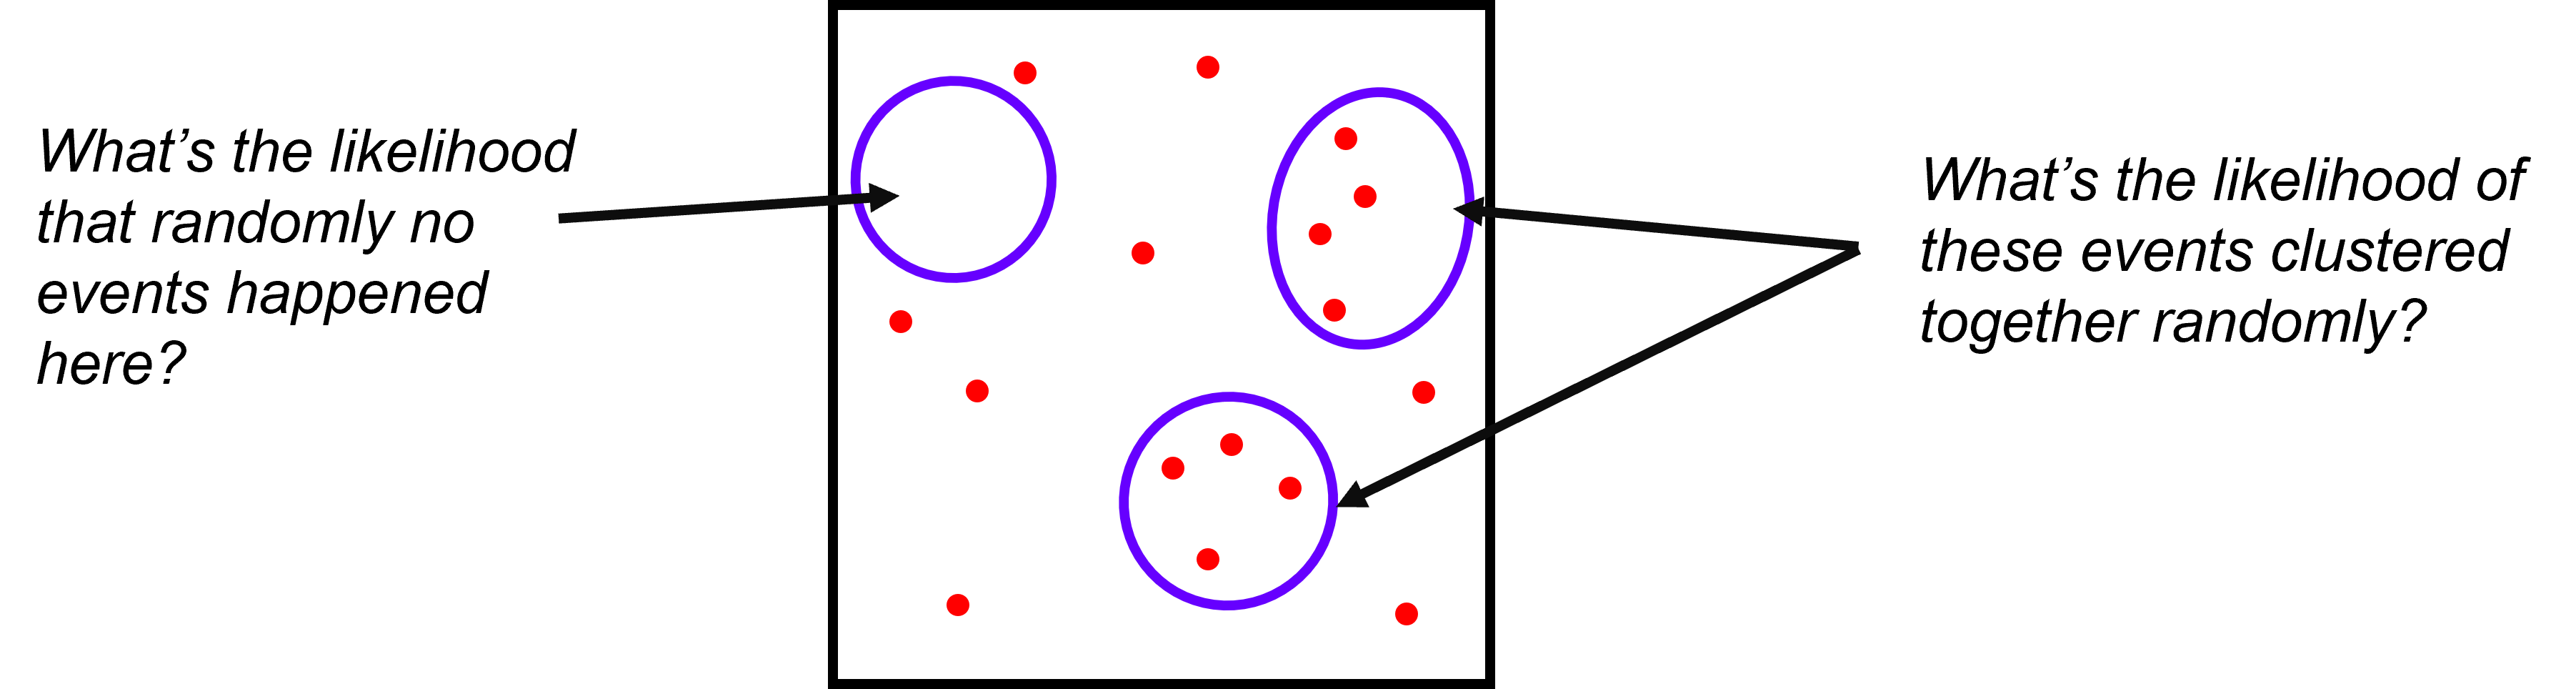 What’s the likelihood
that randomly no
events happened
here?
What’s the likelihood of
these events clustered
together randomly?